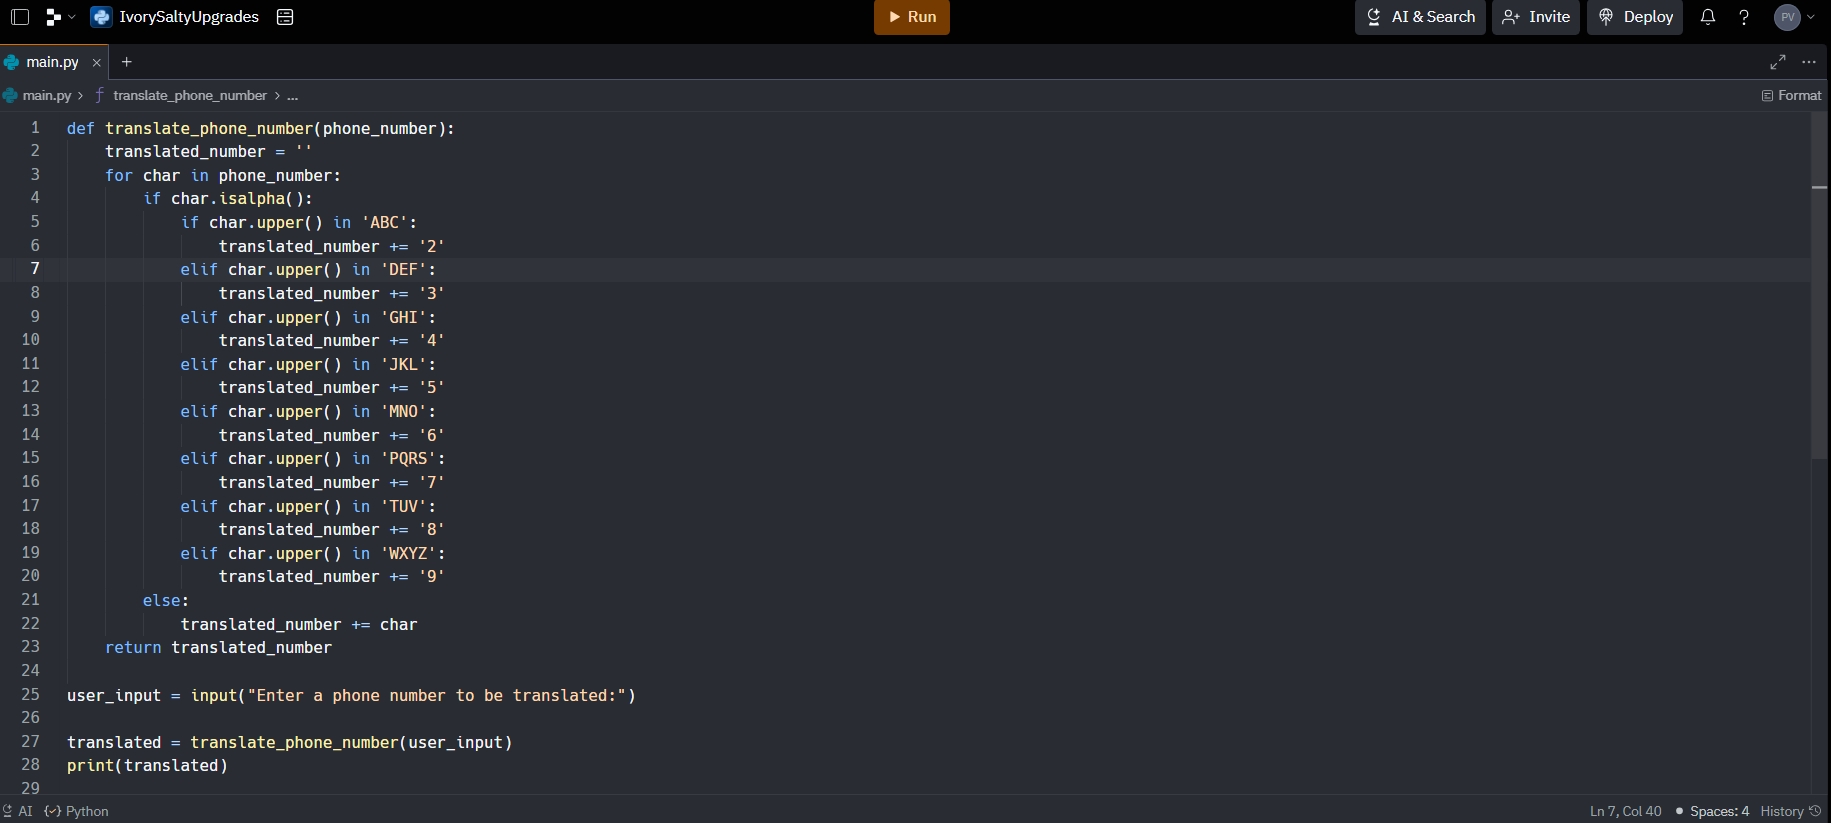 IvorySaltyUpgrades Run AI & Search Invite Deploy ? PV
main.py × +
main.py > f translate_phone_number > ... Format
1 def translate_phone_number(phone_number):
2     translated_number = ''
3     for char in phone_number:
4         if char.isalpha():
5             if char.upper() in 'ABC':
6                 translated_number += '2'
7             elif char.upper() in 'DEF':
8                 translated_number += '3'
9             elif char.upper() in 'GHI':
10                 translated_number += '4'
11             elif char.upper() in 'JKL':
12                 translated_number += '5'
13             elif char.upper() in 'MNO':
14                 translated_number += '6'
15             elif char.upper() in 'PQRS':
16                 translated_number += '7'
17             elif char.upper() in 'TUV':
18                 translated_number += '8'
19             elif char.upper() in 'WXYZ':
20                 translated_number += '9'
21         else:
22             translated_number += char
23     return translated_number
24
25 user_input = input("Enter a phone number to be translated:")
26
27 translated = translate_phone_number(user_input)
28 print(translated)
29
AI Python Ln 7, Col 40 Spaces: 4 History